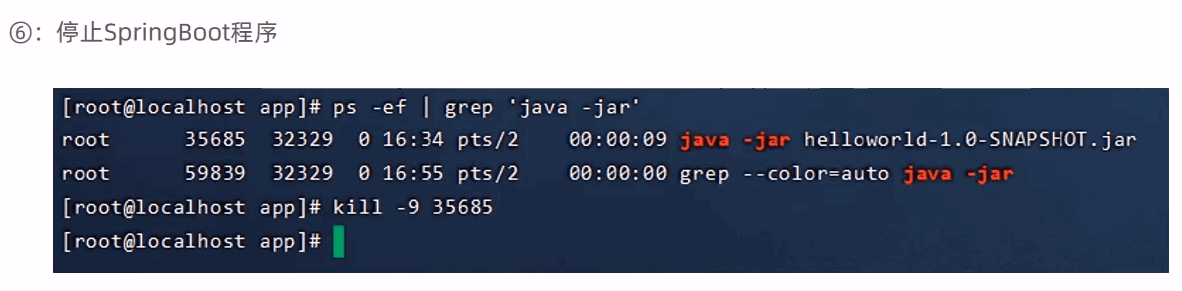 ⑥：停止SpringBoot程序
[root@localhost app]# ps -ef | grep 'java -jar'
root 35685 32329 0 16:34 pts/2 00:00:09 java -jar helloworld-1.0-SNAPSHOT.jar
root 59839 32329 0 16:55 pts/2 00:00:00 grep --color=auto java -jar
[root@localhost app]# kill -9 35685
[root@localhost app]#